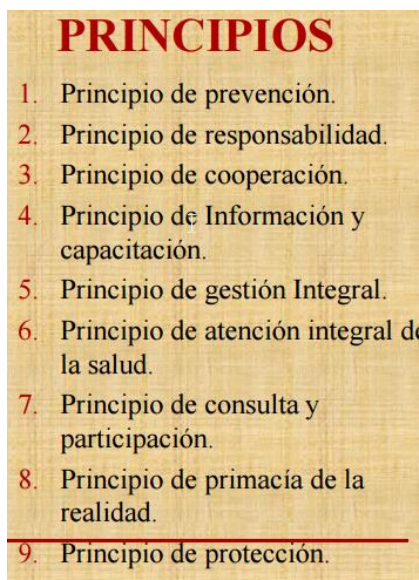 PRINCIPIOS
1. Principio de prevención.
2. Principio de responsabilidad.
3. Principio de cooperación.
4. Principio de Información y
capacitación.
5. Principio de gestión Integral.
6. Principio de atención integral de
la salud.
7. Principio de consulta y
participación.
8. Principio de primacía de la
realidad.
9. Principio de protección.